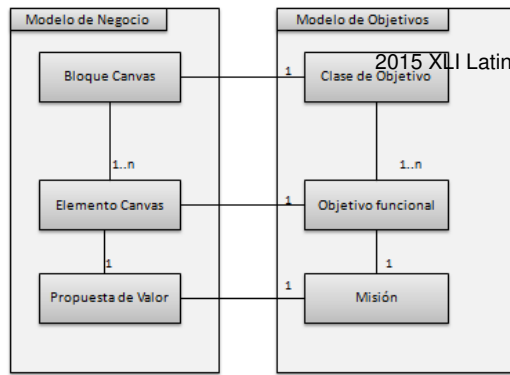 Modelo de Negocio
Modelo de Objetivos
2015 XLI Latin
Bloque Canvas
1
Clase de Objetivo
1..n
1..n
Elemento Canvas
1
Objetivo funcional
1
1
Propuesta de Valor
1
Misión